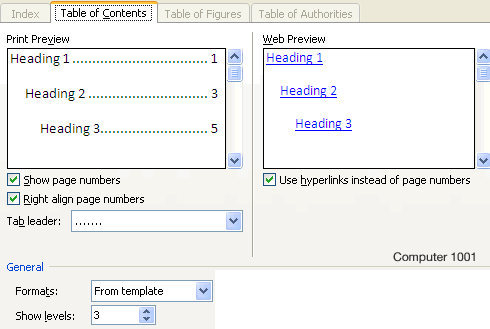 Index Table of Contents Table of Figures Table of Authorities
Print Preview
Heading 1 ................................ 1
Heading 2 ............................ 3
Heading 3......................... 5
Web Preview
Heading 1
Heading 2
Heading 3
Show page numbers
Right align page numbers
Use hyperlinks instead of page numbers
Tab leader: .......
Computer 1001
General
Formats: From template
Show levels: 3